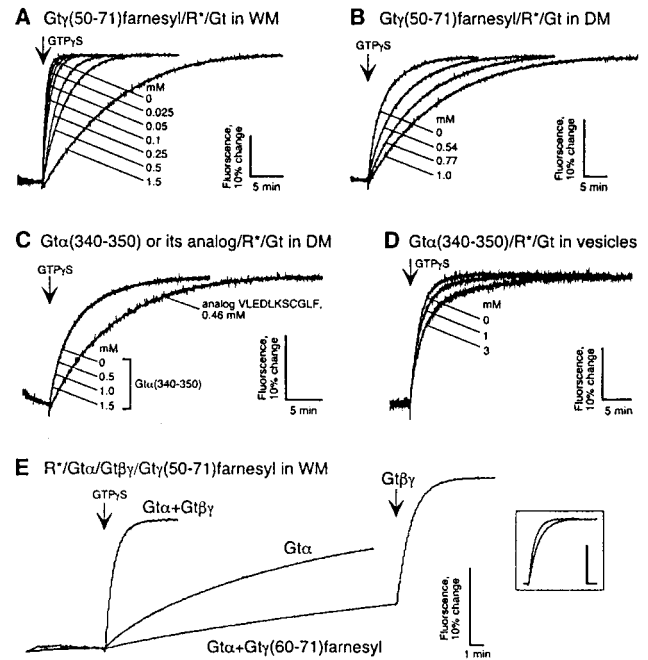 A Gtγ(50-71)farnesyl/R*/Gt in WM
GTPγS
mM
0
0.025
0.05
0.1
0.25
0.5
1.5
Fluorescence,
10% change
5 min
B Gtγ(50-71)farnesyl/R*/Gt in DM
GTPγS
mM
0
0.54
0.77
1.0
Fluorescence,
10% change
5 min
C Gtα(340-350) or its analog/R*/Gt in DM
GTPγS
analog VLEDLKSCGLF,
0.46 mM
mM
0
0.5
1.0
1.5
Gtα(340-350)
Fluorescence,
10% change
5 min
D Gtα(340-350)/R*/Gt in vesicles
GTPγS
mM
0
1
3
Fluorescence,
10% change
5 min
E R*/Gtα/Gtβγ/Gtγ(50-71)farnesyl in WM
GTPγS
Gtα+Gtβγ
Gtα
Gtβγ
Gtα+Gtγ(60-71)farnesyl
Fluorescence,
10% change
1 min